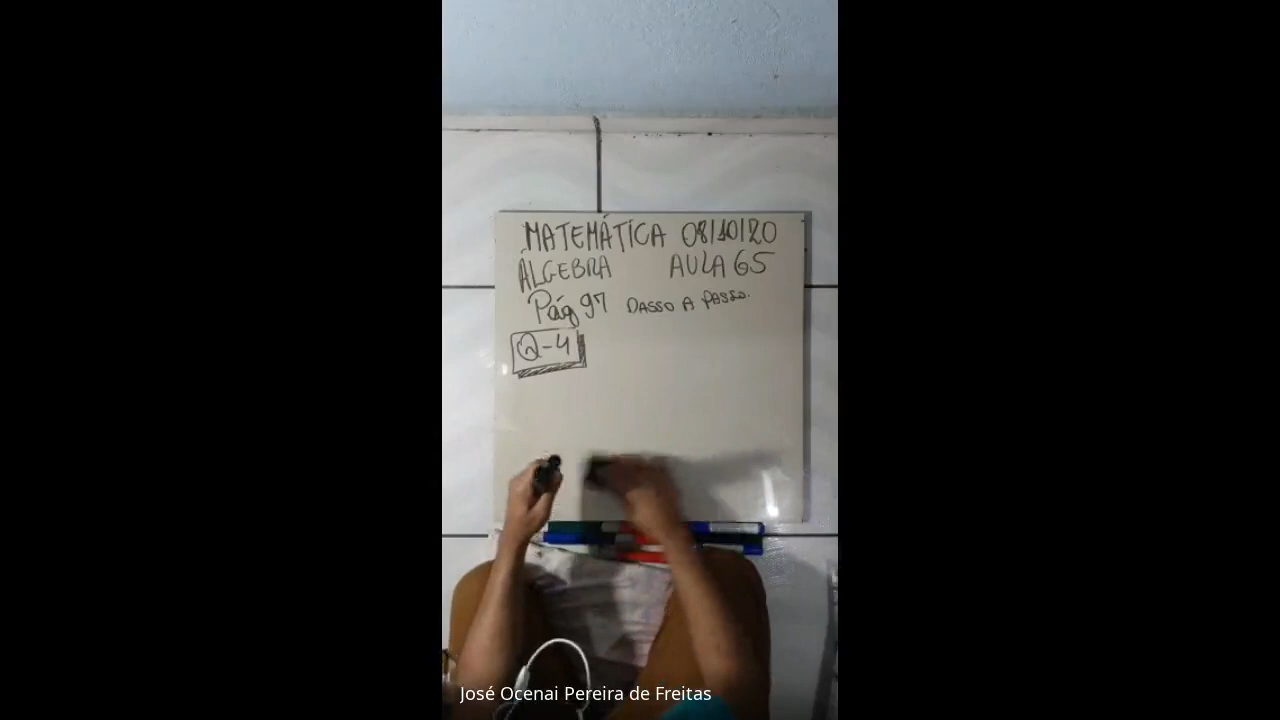 MATEMÁTICA 08/10/20
ÁLGEBRA AULA 65
Pág 97 PASSO A PASSO.
Q-4
José Ocenai Pereira de Freitas